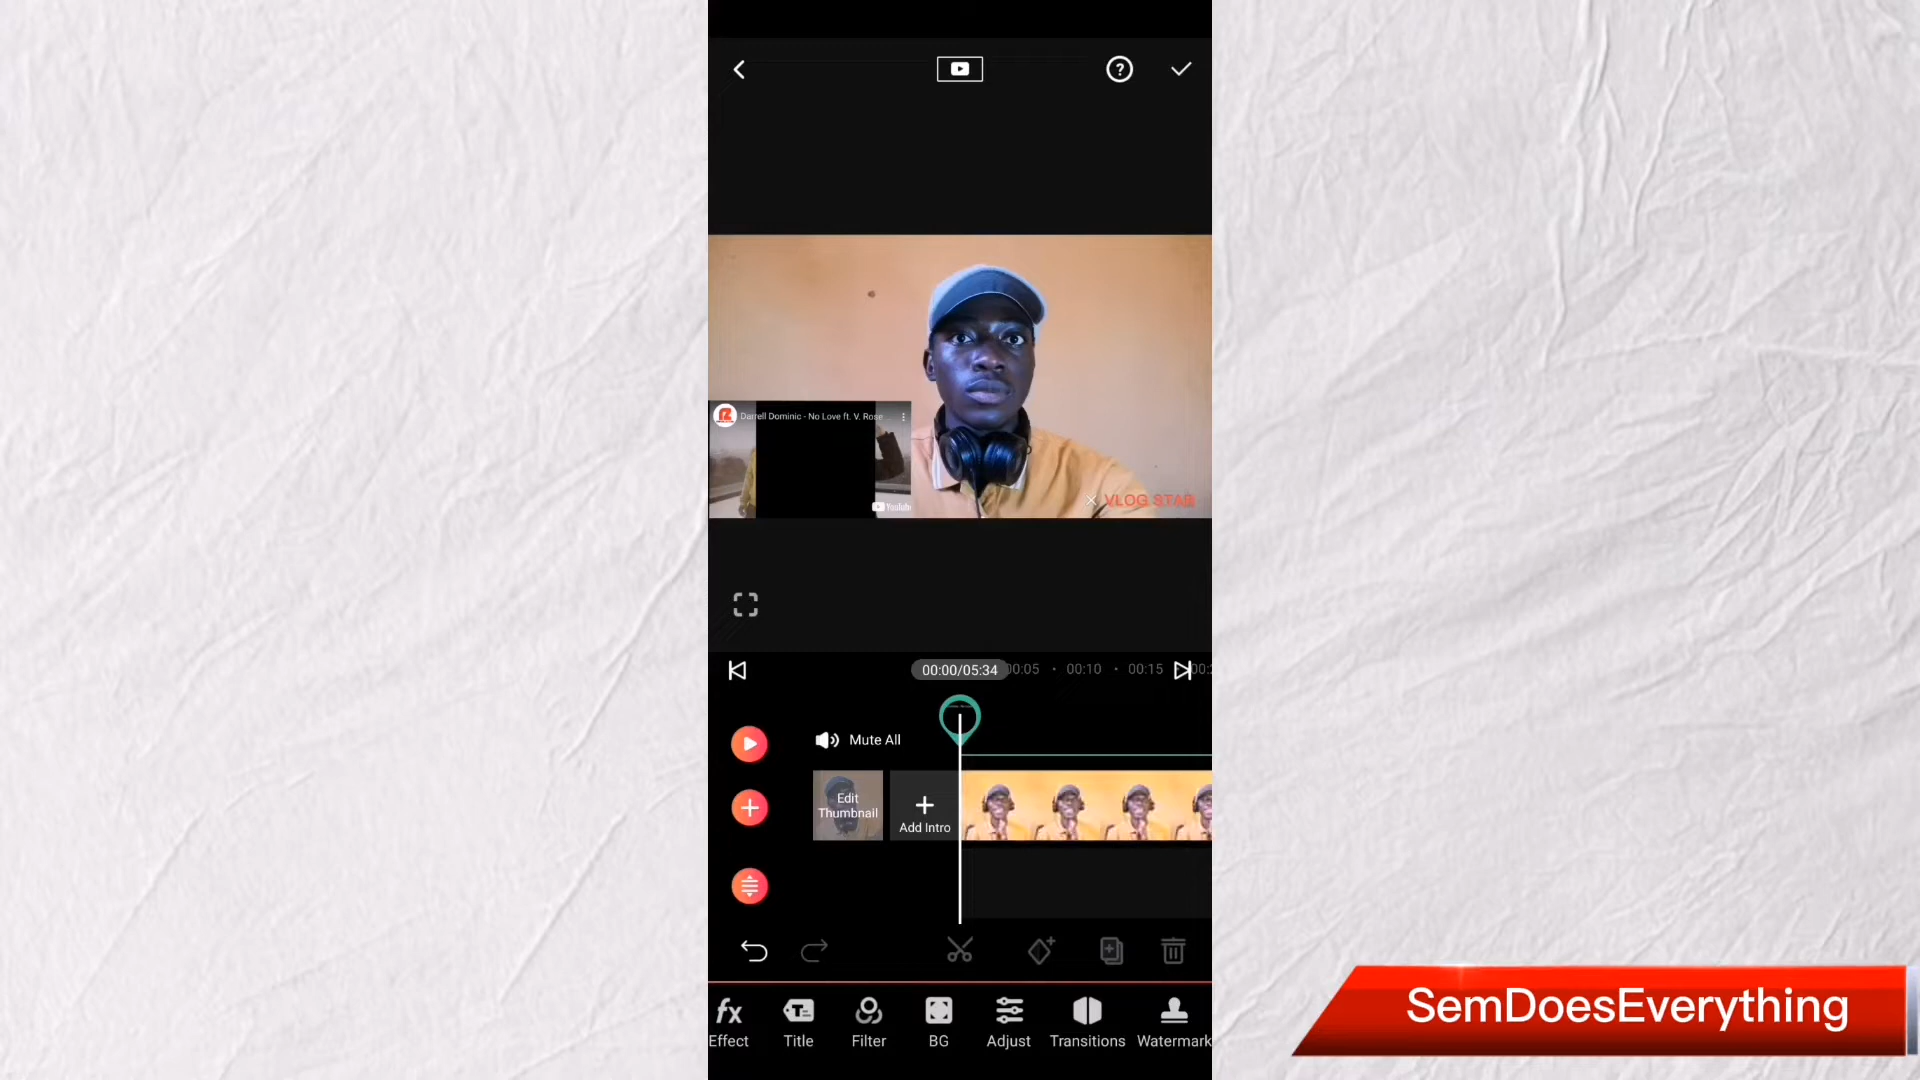 Darrell Dominic - No Love ft. V. Rose
YouTube
VLOG STAR
00:00/05:34
00:05
00:10
00:15
Mute All
Edit
Thumbnail
Add Intro
Effect
Title
Filter
BG
Adjust
Transitions
Watermark
SemDoesEverything